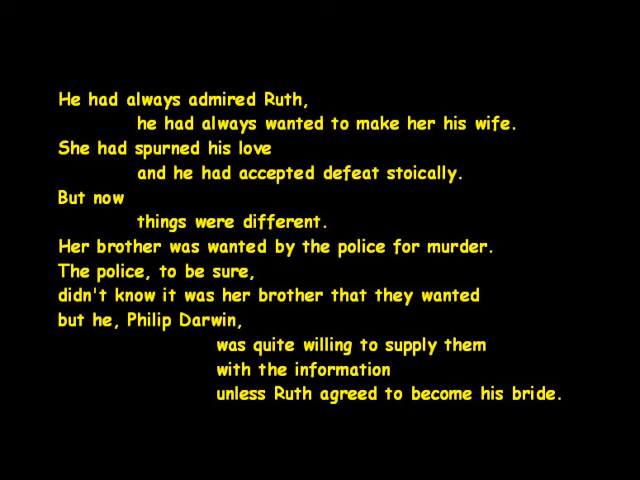 He had always admired Ruth,
he had always wanted to make her his wife.
She had spurned his love
and he had accepted defeat stoically.
But now
things were different.
Her brother was wanted by the police for murder.
The police, to be sure,
didn't know it was her brother that they wanted
but he, Philip Darwin,
was quite willing to supply them
with the information
unless Ruth agreed to become his bride.